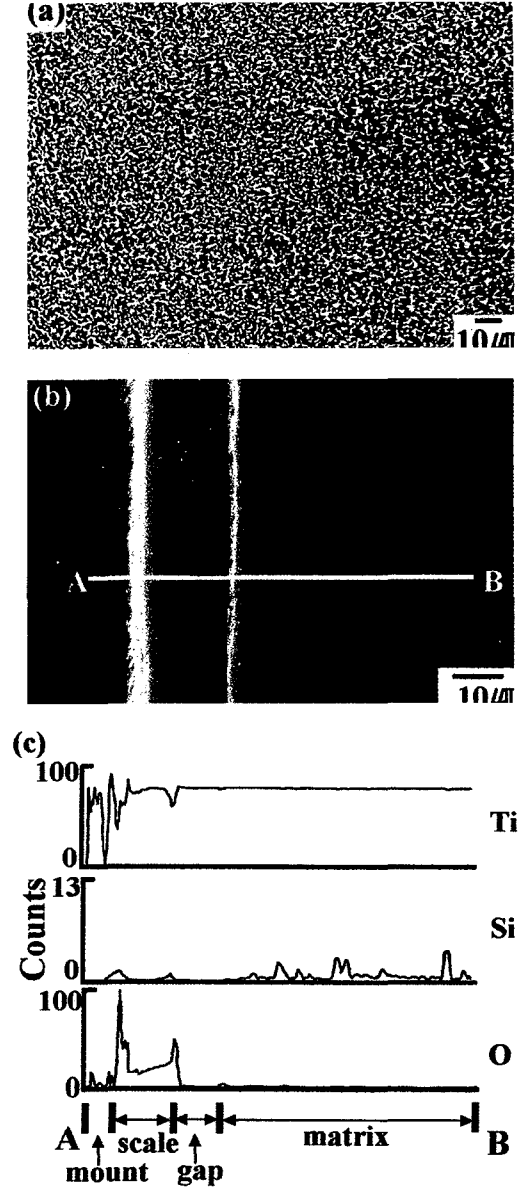 (a)
10㎛
(b)
A B
10㎛
(c)
100
Ti
0
13
Counts
Si
0
100
O
0
A scale matrix B
mount gap